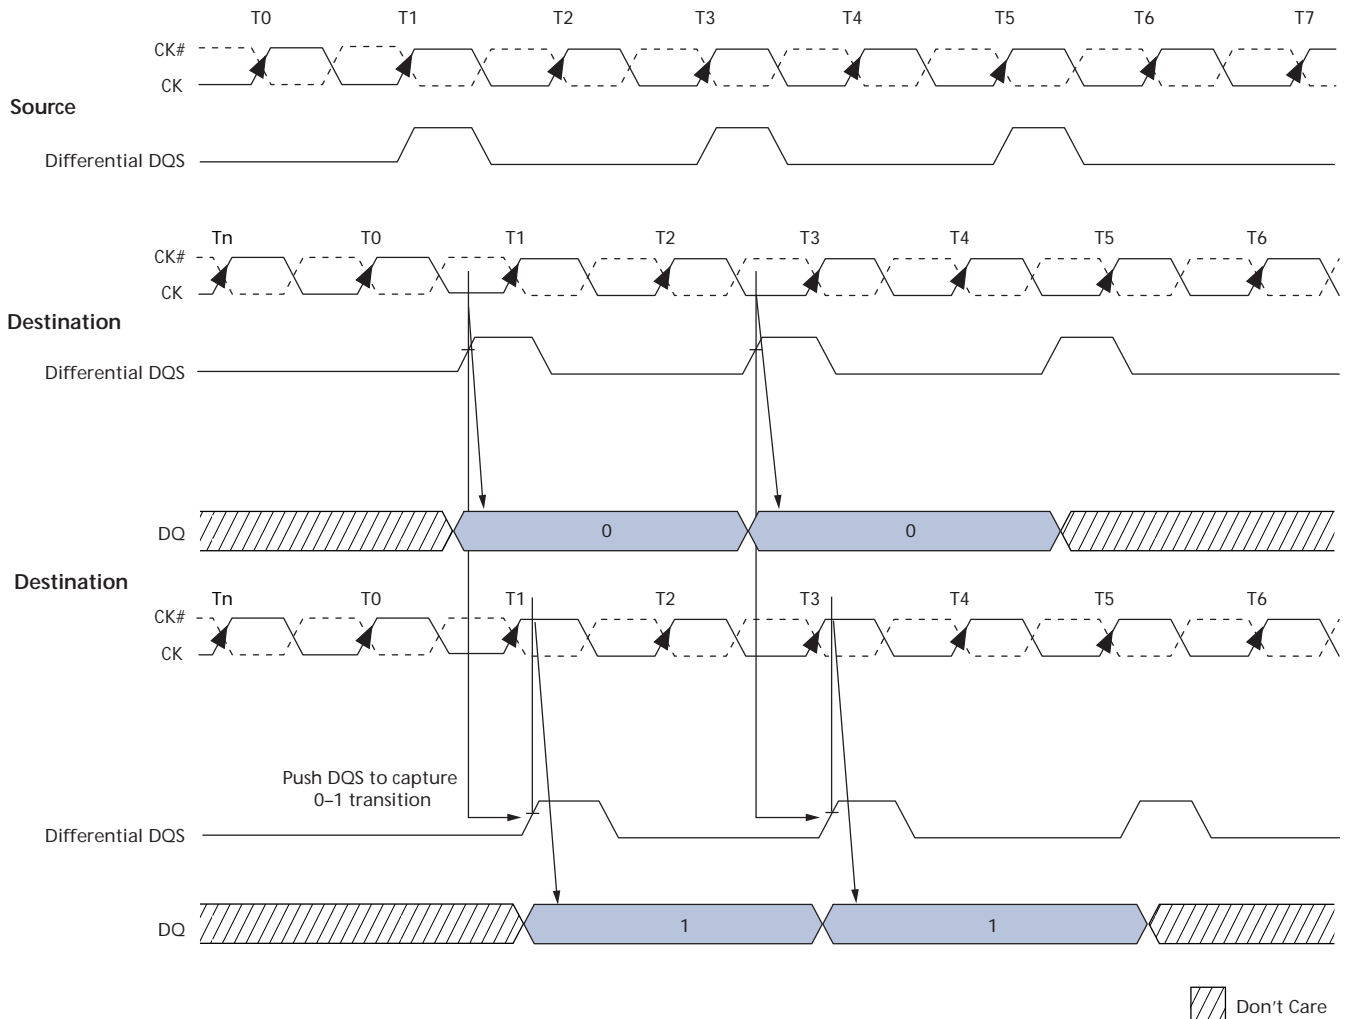 T0 T1 T2 T3 T4 T5 T6 T7
CK#
CK
Source
Differential DQS
Tn T0 T1 T2 T3 T4 T5 T6
CK#
CK
Destination
Differential DQS
DQ 0 0
Destination
Tn T0 T1 T2 T3 T4 T5 T6
CK#
CK
Push DQS to capture
0–1 transition
Differential DQS
DQ 1 1
Don't Care